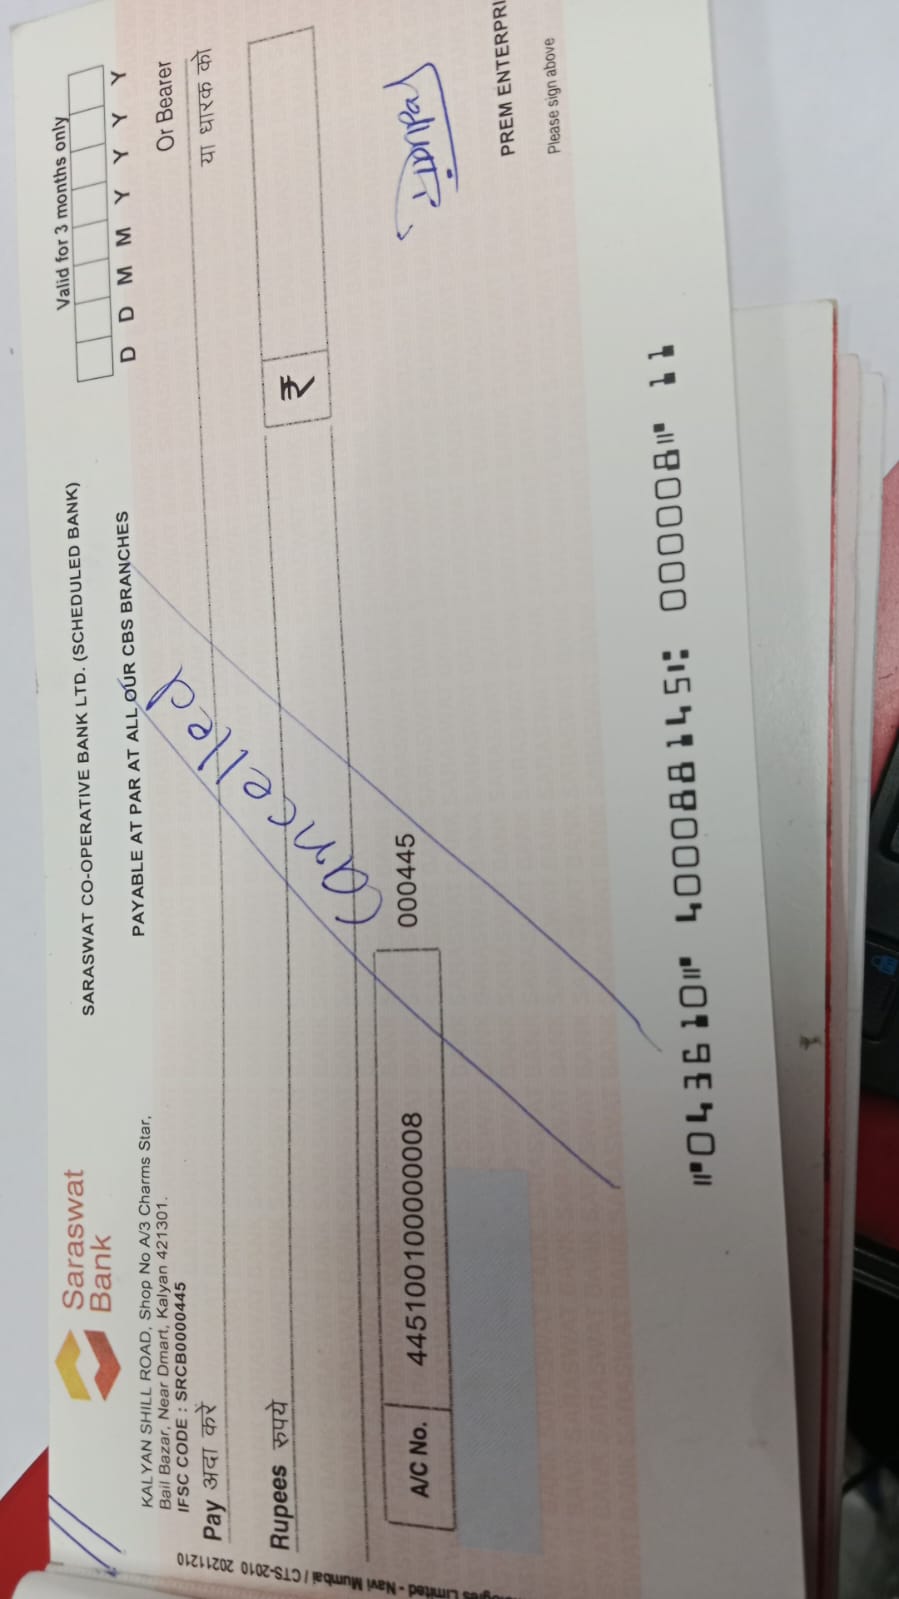 Saraswat
Bank
SARASWAT CO-OPERATIVE BANK LTD. (SCHEDULED BANK)
Valid for 3 months only
D D M M Y Y Y Y
PAYABLE AT PAR AT ALL OUR CBS BRANCHES
KALYAN SHILL ROAD, Shop No A/3 Charms Star,
Bail Bazar, Near Dmart, Kalyan 421301.
IFSC CODE : SRCB0000445
Or Bearer
या धारक को
Pay अदा करें
Rupees रुपये
₹
Cancelled
A/C No. 445100100000008
000445
PREM ENTERPRI
Please sign above
043610 400088145 000008 11
Limited - Navi Mumbai / CTS-2010 20211210